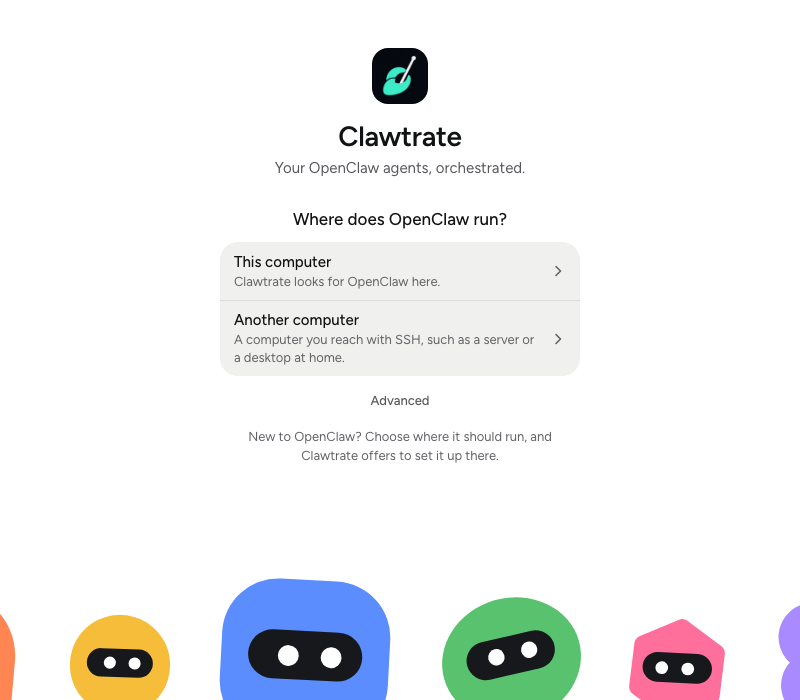 Clawtrate
Your OpenClaw agents, orchestrated.
Where does OpenClaw run?
This computer
Clawtrate looks for OpenClaw here.
Another computer
A computer you reach with SSH, such as a server or
a desktop at home.
Advanced
New to OpenClaw? Choose where it should run, and
Clawtrate offers to set it up there.